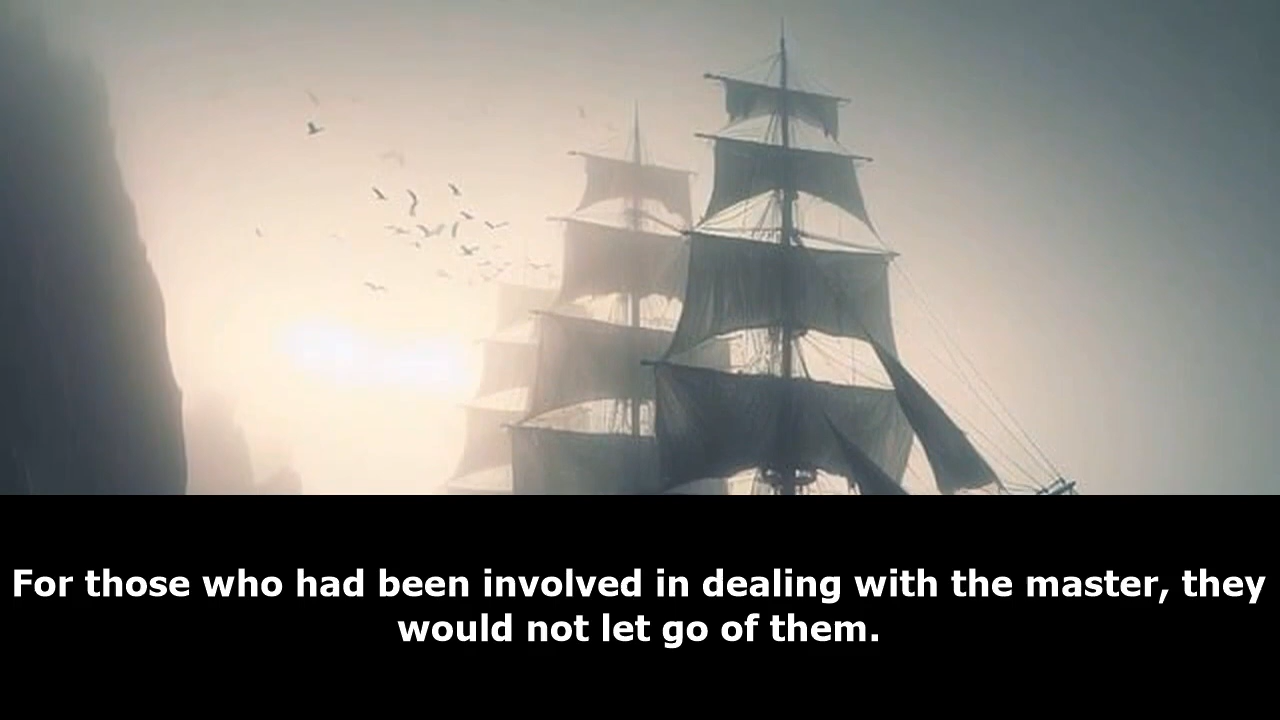 For those who had been involved in dealing with the master, they
would not let go of them.